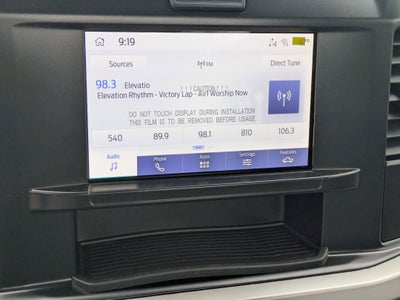 9:19
Sources
FM
Direct Tune
98.3 Elevatio
!!! CAUTION !!!
Elevation Rhythm - Victory Lap - Air1 Worship Now
DO NOT TOUCH DISPLAY DURING INSTALLATION
THIS FILM IS TO BE REMOVED BEFORE USAGE
540 89.9 98.1 810 106.3
Audio Phone Apps Settings Features